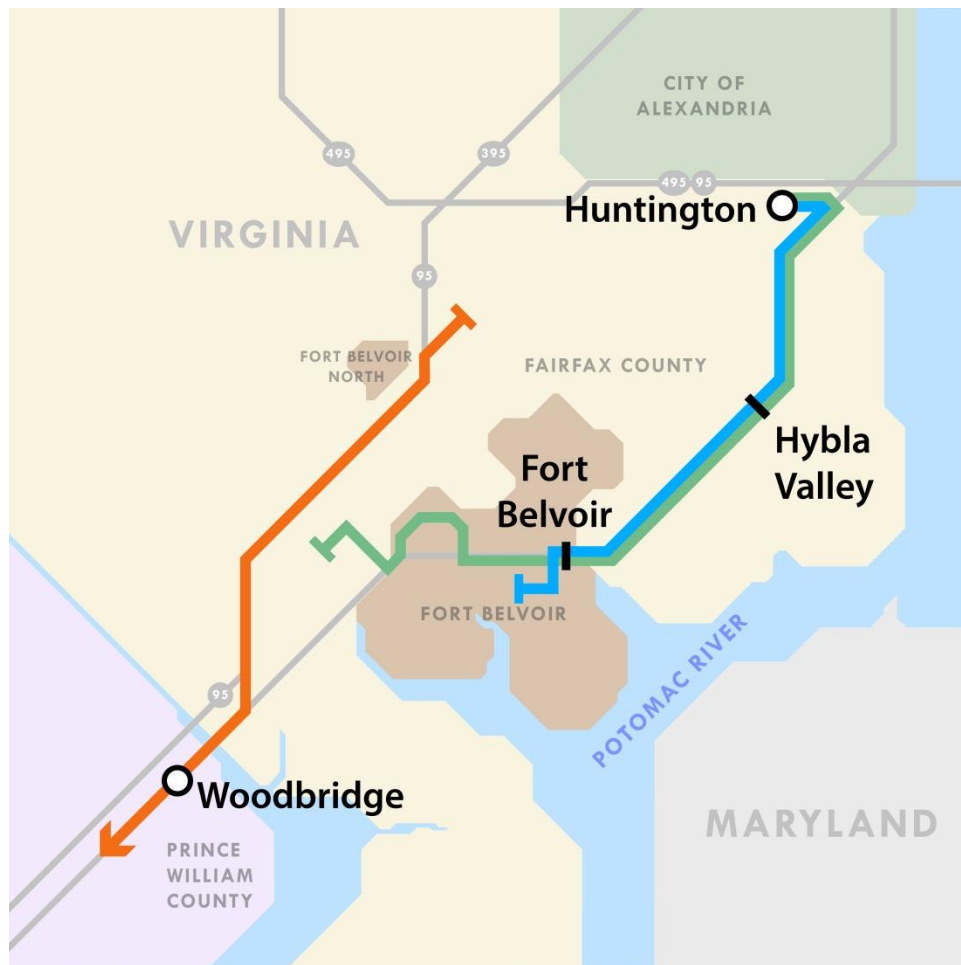 CITY OF
ALEXANDRIA
495
395
495
95
Huntington
VIRGINIA
95
FORT BELVOIR
NORTH
FAIRFAX COUNTY
Hybla
Valley
Fort
Belvoir
FORT BELVOIR
POTOMAC RIVER
95
Woodbridge
MARYLAND
PRINCE
WILLIAM
COUNTY